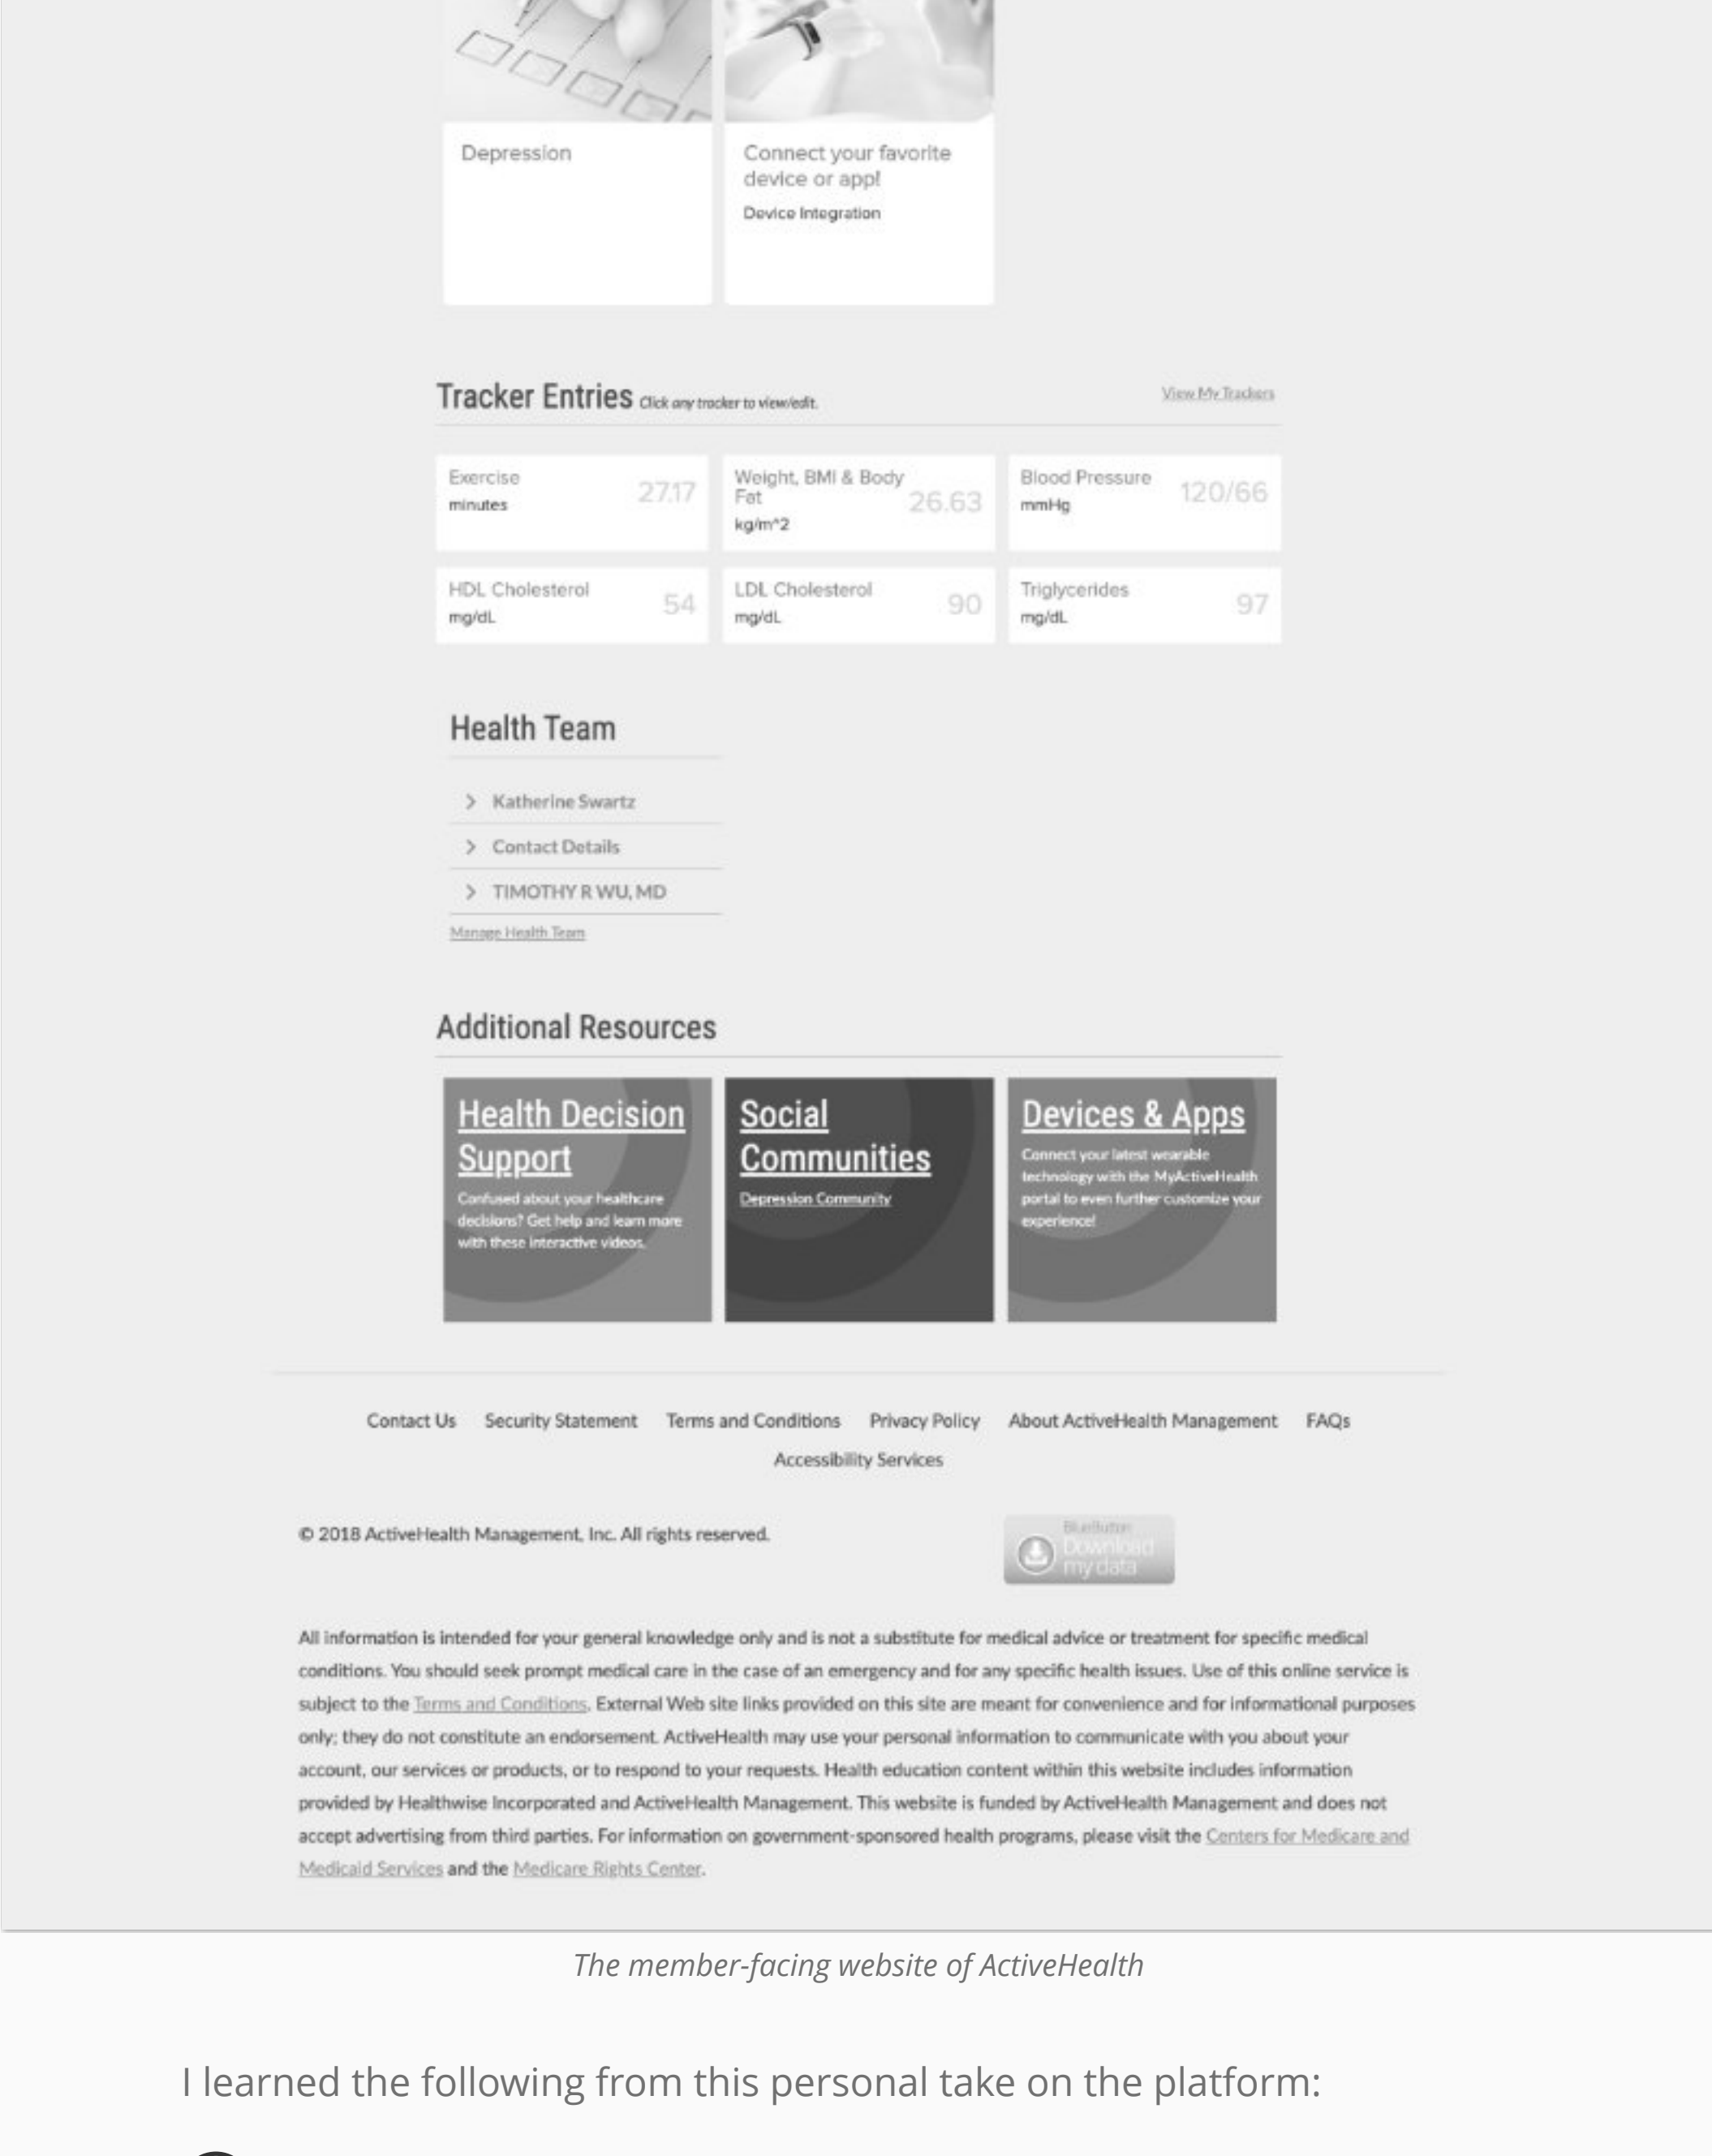 Depression
Connect your favorite
device or app!
Device Integration
Tracker Entries Click any tracker to view/edit.
View My Trackers
Exercise
minutes
27.17
Weight, BMI & Body
Fat
kg/m^2
26.63
Blood Pressure
mmHg
120/66
HDL Cholesterol
mg/dL
54
LDL Cholesterol
mg/dL
90
Triglycerides
mg/dL
97
Health Team
Katherine Swartz
Contact Details
TIMOTHY R WU, MD
Manage Health Team
Additional Resources
Health Decision
Support
Confused about your healthcare
decisions? Get help and learn more
with these interactive videos.
Social
Communities
Depression Community
Devices & Apps
Connect your latest wearable
technology with the MyActiveHealth
portal to even further customize your
experience!
Contact Us Security Statement Terms and Conditions Privacy Policy About ActiveHealth Management FAQs
Accessibility Services
© 2018 ActiveHealth Management, Inc. All rights reserved.
BlueButton
Download
my data
All information is intended for your general knowledge only and is not a substitute for medical advice or treatment for specific medical
conditions. You should seek prompt medical care in the case of an emergency and for any specific health issues. Use of this online service is
subject to the Terms and Conditions. External Web site links provided on this site are meant for convenience and for informational purposes
only; they do not constitute an endorsement. ActiveHealth may use your personal information to communicate with you about your
account, our services or products, or to respond to your requests. Health education content within this website includes information
provided by Healthwise Incorporated and ActiveHealth Management. This website is funded by ActiveHealth Management and does not
accept advertising from third parties. For information on government-sponsored health programs, please visit the Centers for Medicare and
Medicaid Services and the Medicare Rights Center.
The member-facing website of ActiveHealth
I learned the following from this personal take on the platform: